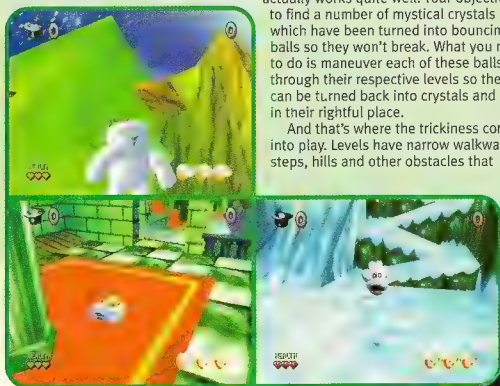 actually works quite well. Your objecti
to find a number of mystical crystals
which have been turned into bouncin
balls so they won't break. What you n
to do is maneuver each of these balls
through their respective levels so the
can be turned back into crystals and
in their rightful place.
And that's where the trickiness con
into play. Levels have narrow walkwa
steps, hills and other obstacles that
HEALTH